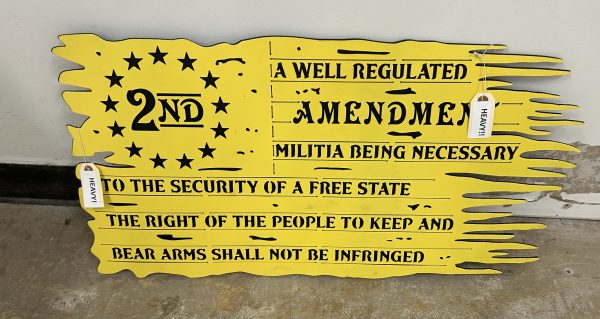 2ND
A WELL REGULATED
AMENDMEN
MILITIA BEING NECESSARY
TO THE SECURITY OF A FREE STATE
THE RIGHT OF THE PEOPLE TO KEEP AND
BEAR ARMS SHALL NOT BE INFRINGED
HEAVY!!
HEAVY!